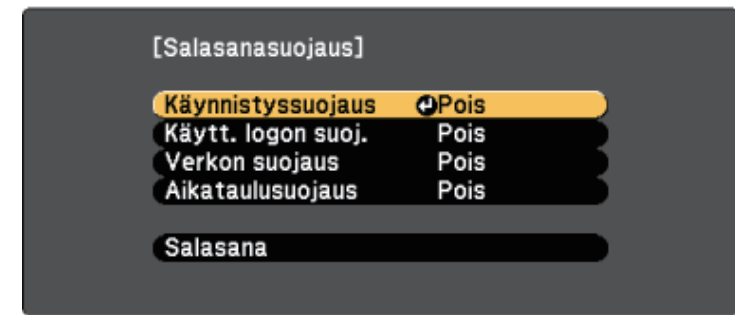 [Salasanasuojaus]
Käynnistyssuojaus Pois
Käytt. logon suoj. Pois
Verkon suojaus Pois
Aikataulusuojaus Pois
Salasana